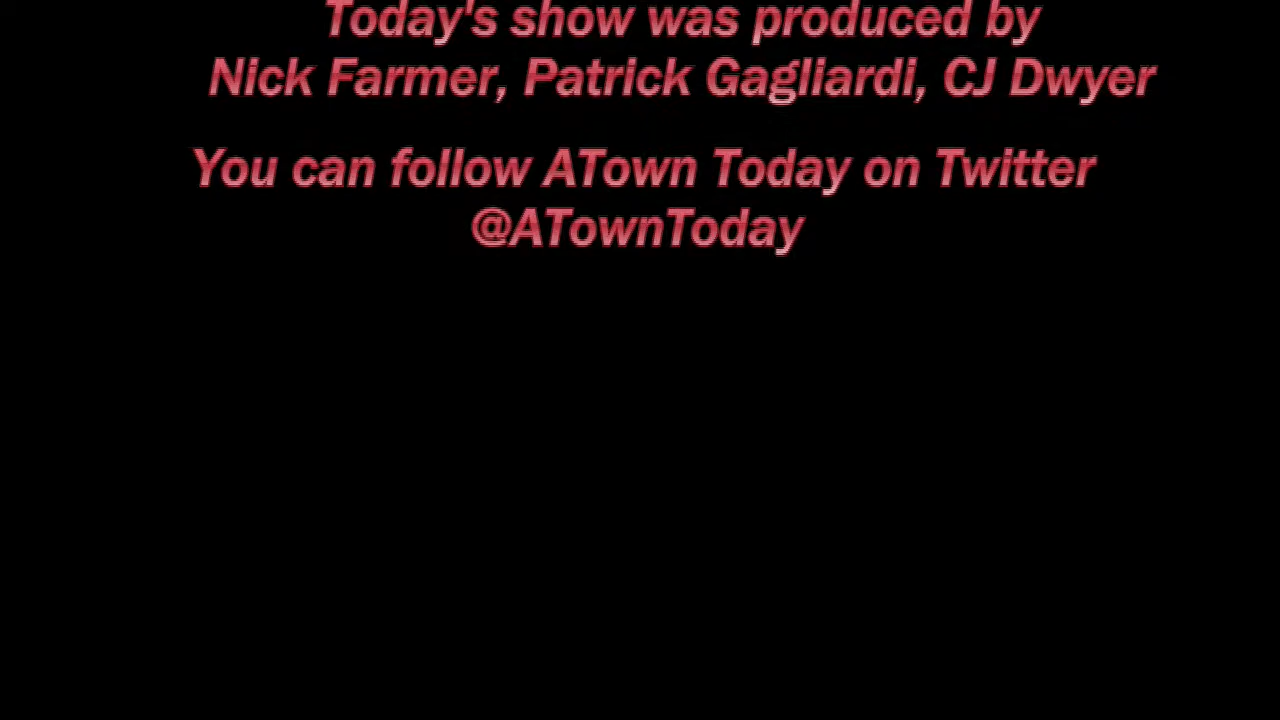 Today's show was produced by
Nick Farmer, Patrick Gagliardi, CJ Dwyer
You can follow ATown Today on Twitter
@ATownToday